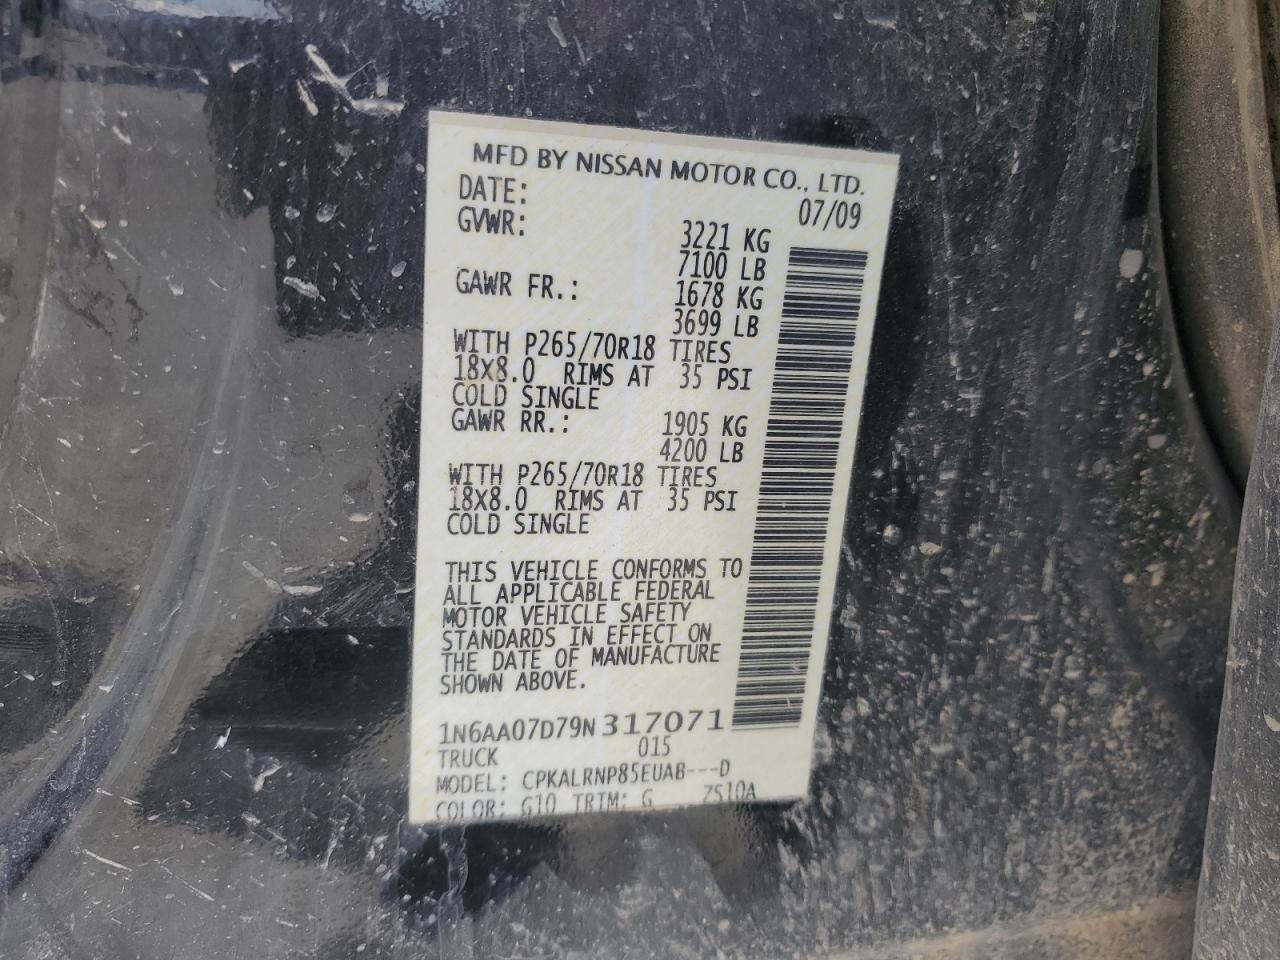 MFD BY NISSAN MOTOR CO., LTD.
DATE: 07/09
GVWR: 3221 KG
7100 LB
GAWR FR.: 1678 KG
3699 LB
WITH P265/70R18 TIRES
18X8.0 RIMS AT 35 PSI
COLD SINGLE
GAWR RR.: 1905 KG
4200 LB
WITH P265/70R18 TIRES
18X8.0 RIMS AT 35 PSI
COLD SINGLE
THIS VEHICLE CONFORMS TO
ALL APPLICABLE FEDERAL
MOTOR VEHICLE SAFETY
STANDARDS IN EFFECT ON
THE DATE OF MANUFACTURE
SHOWN ABOVE.
1N6AA07D79N317071
TRUCK 015
MODEL: CPKALRNP85EUAB---D
COLOR: G10 TRIM: G ZS10A